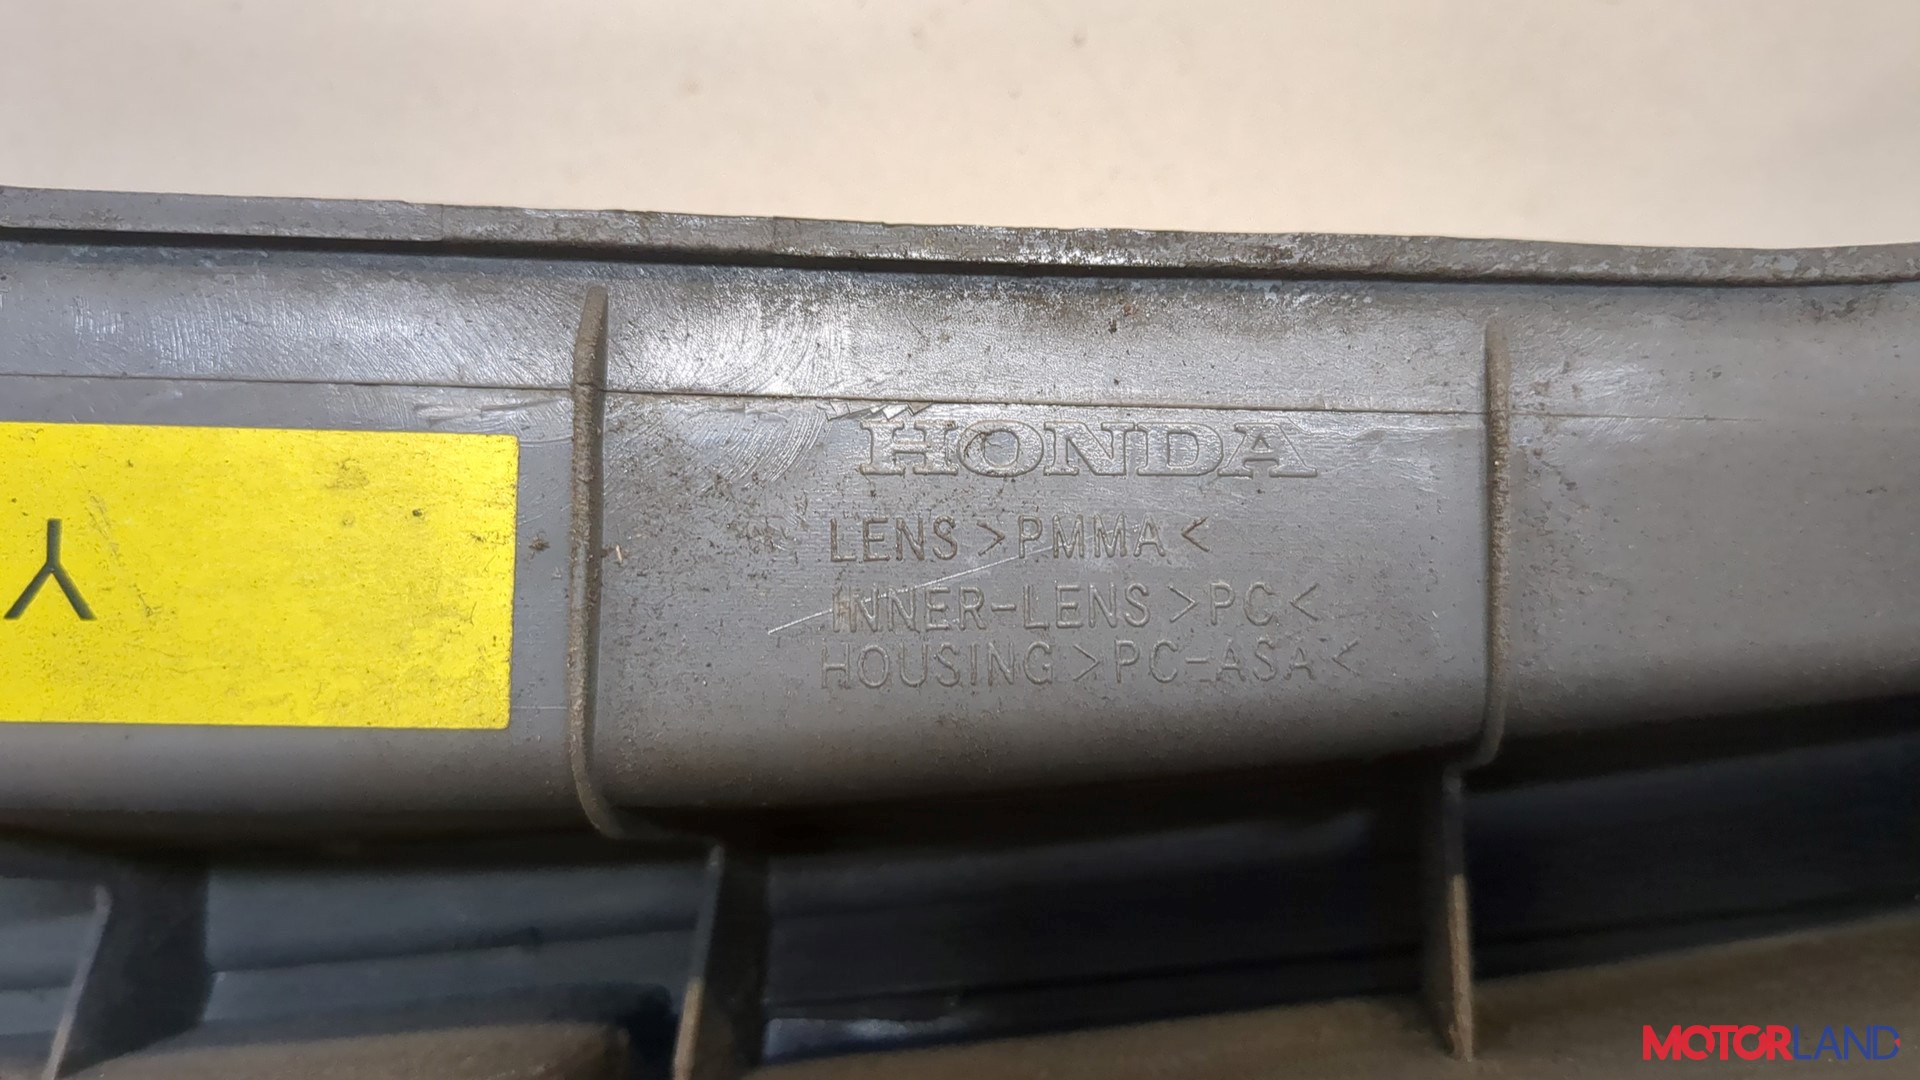 HONDA
LENS >PMMA<
INNER-LENS >PC<
HOUSING >PC-ASA<
Y
MOTORLAND